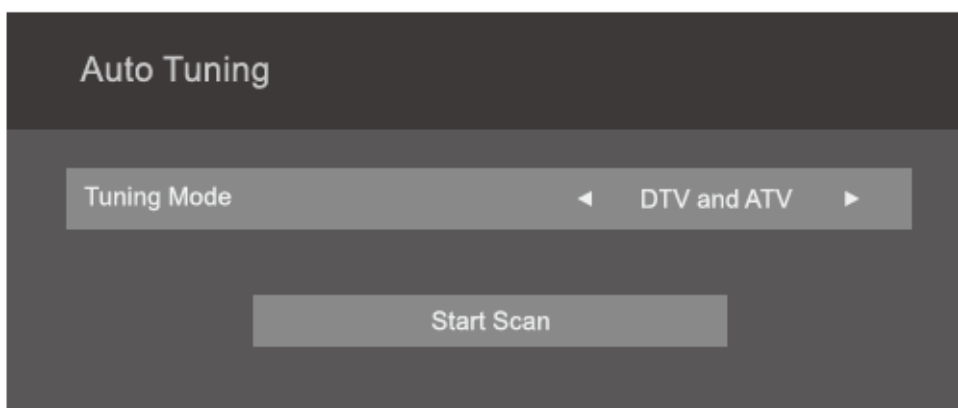 Auto Tuning
Tuning Mode ◄ DTV and ATV ►
Start Scan